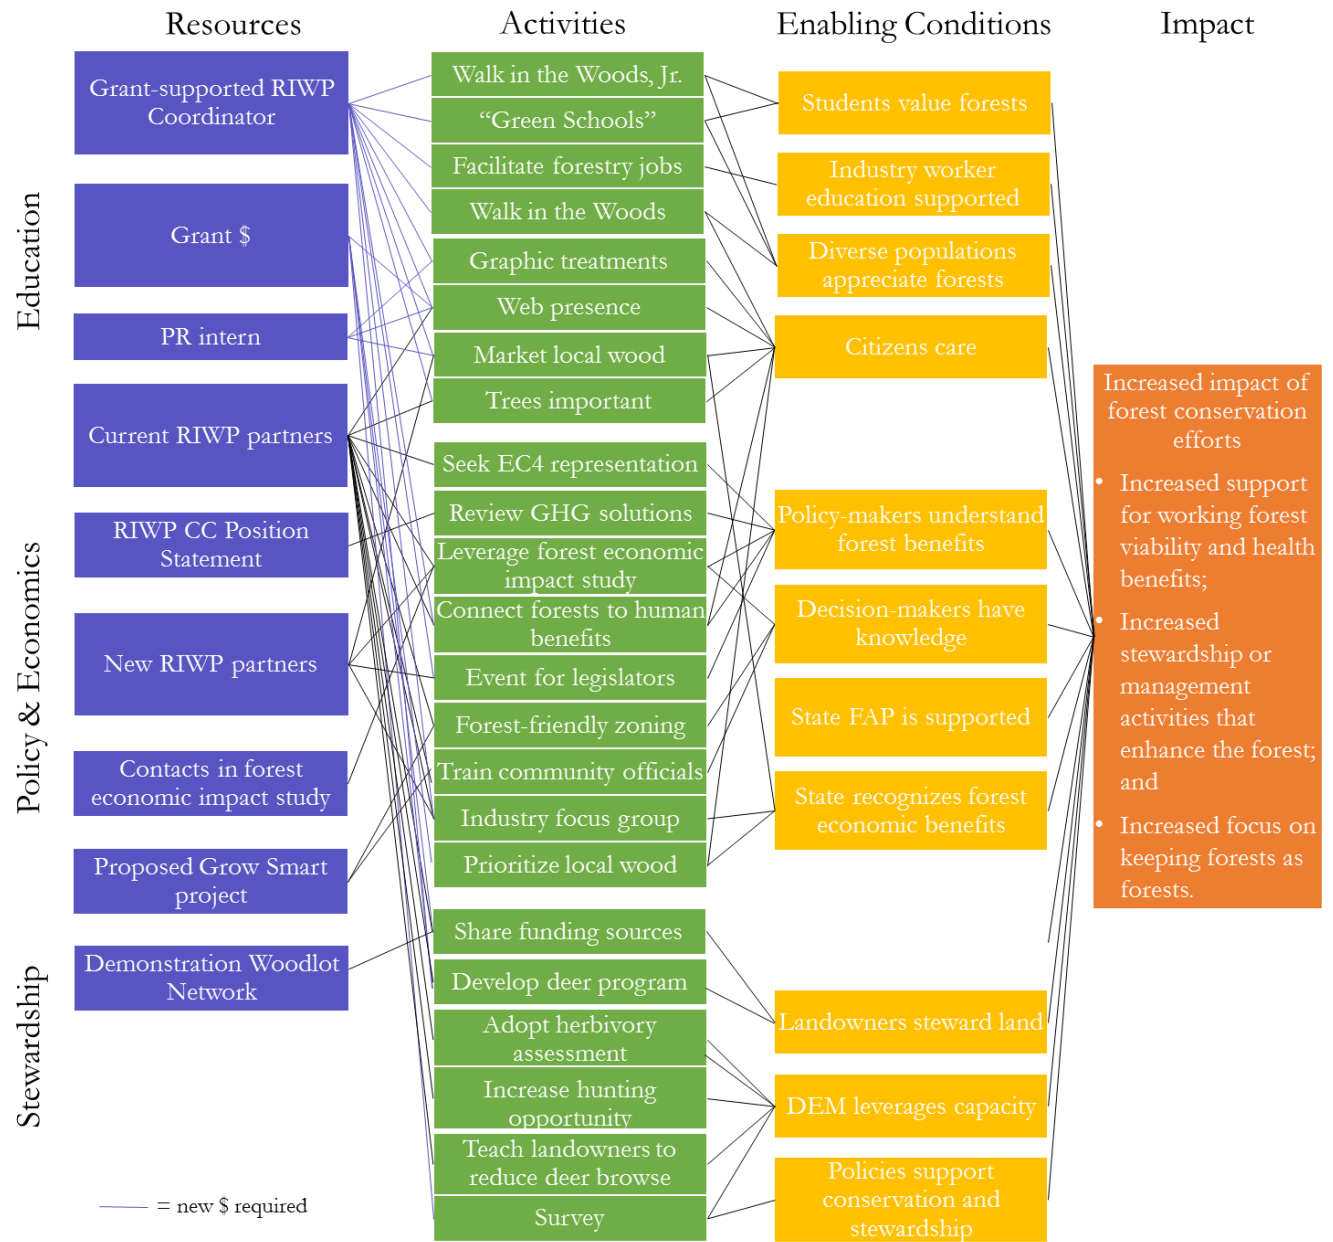 Resources
Activities
Enabling Conditions
Impact
Education
Policy & Economics
Stewardship
Grant-supported RIWP
Coordinator
Grant $
PR intern
Current RIWP partners
RIWP CC Position
Statement
New RIWP partners
Contacts in forest
economic impact study
Proposed Grow Smart
project
Demonstration Woodlot
Network
= new $ required
Walk in the Woods, Jr.
“Green Schools”
Facilitate forestry jobs
Walk in the Woods
Graphic treatments
Web presence
Market local wood
Trees important
Seek EC4 representation
Review GHG solutions
Leverage forest economic
impact study
Connect forests to human
benefits
Event for legislators
Forest-friendly zoning
Train community officials
Industry focus group
Prioritize local wood
Share funding sources
Develop deer program
Adopt herbivory
assessment
Increase hunting
opportunity
Teach landowners to
reduce deer browse
Survey
Students value forests
Industry worker
education supported
Diverse populations
appreciate forests
Citizens care
Policy-makers understand
forest benefits
Decision-makers have
knowledge
State FAP is supported
State recognizes forest
economic benefits
Landowners steward land
DEM leverages capacity
Policies support
conservation and
stewardship
Increased impact of
forest conservation
efforts
• Increased support
for working forest
viability and health
benefits;
• Increased
stewardship or
management
activities that
enhance the forest;
and
• Increased focus on
keeping forests as
forests.